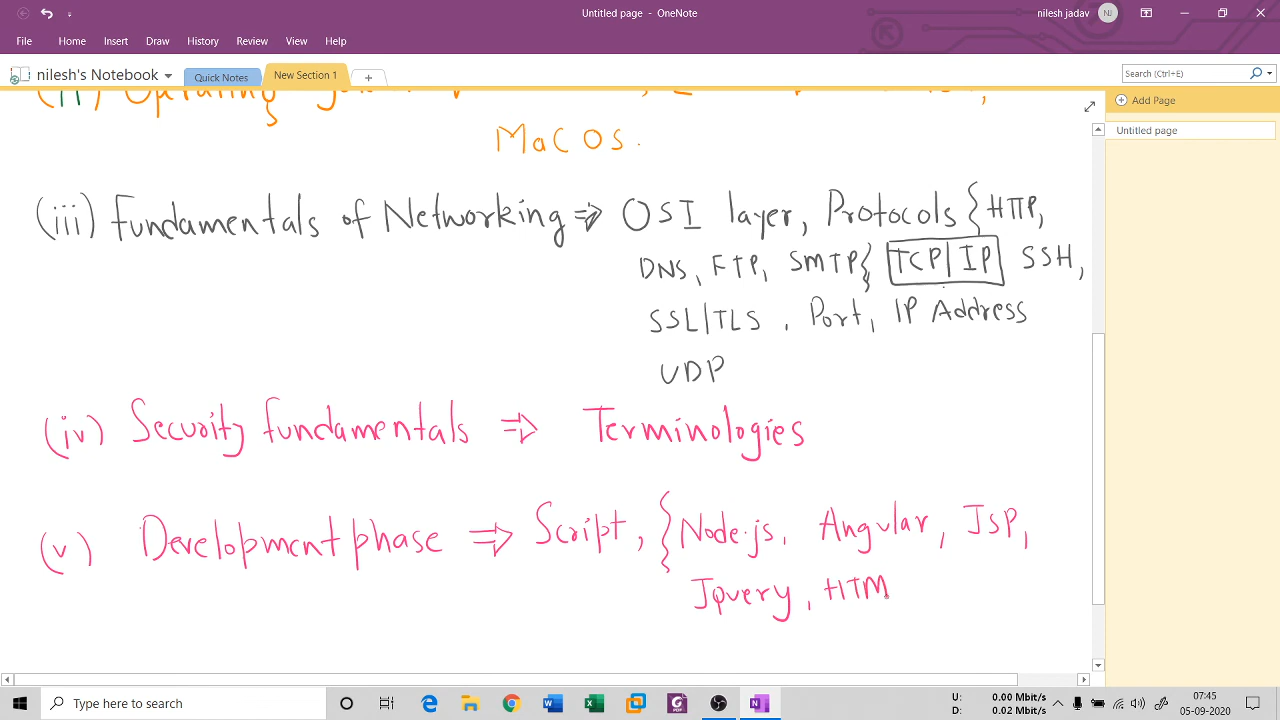 Untitled page - OneNote
nilesh jadav NJ
File Home Insert Draw History Review View Help
nilesh's Notebook Quick Notes New Section 1 +
Search (Ctrl+E)
Add Page
Untitled page
(ii) Operating
MacOS.
(iii) Fundamentals of Networking ⇒ OSI layer, Protocols { HTTP,
DNS, FTP, SMTP } TCP|IP SSH,
SSL|TLS , Port, IP Address
UDP
(iv) Security fundamentals ⇒ Terminologies
(v) Development phase ⇒ Script, { Node.js, Angular, JSP,
Jquery, HTM
Type here to search
U: 0.00 Mbit/s
D: 0.02 Mbit/s
07:45
05-09-2020